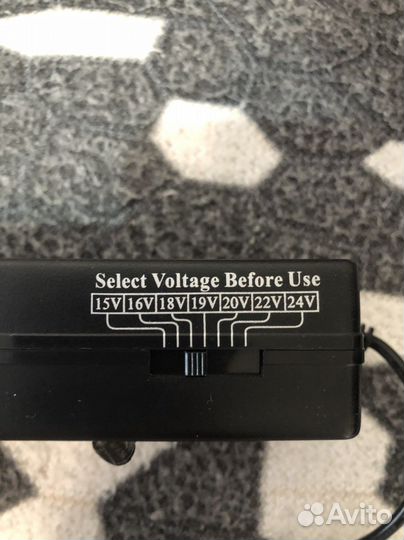 Select Voltage Before Use
15V 16V 18V 19V 20V 22V 24V
Avito